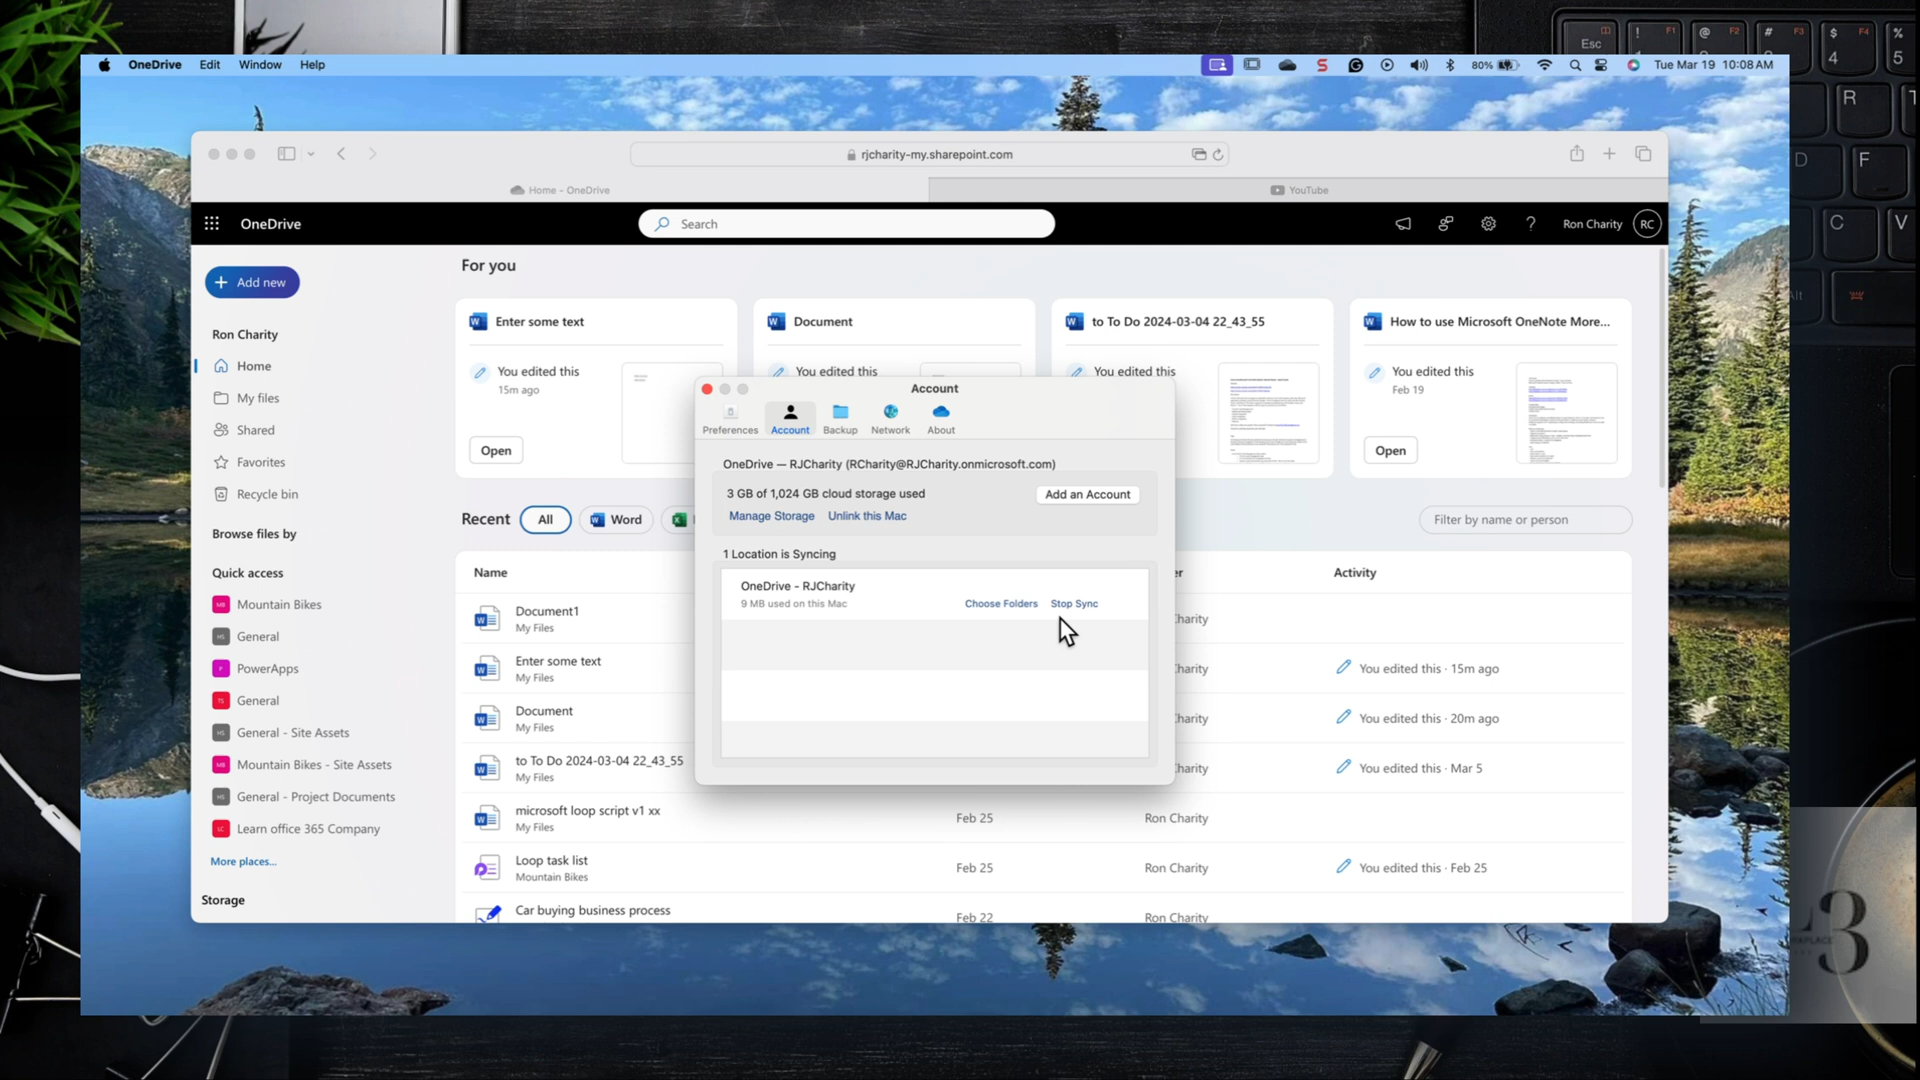 OneDrive Edit Window Help
80% Tue Mar 19 10:08 AM
rjcharity-my.sharepoint.com
Home - OneDrive
YouTube
OneDrive
Search
Ron Charity RC
Add new
Ron Charity
Home
My files
Shared
Favorites
Recycle bin
Browse files by
Quick access
Mountain Bikes
General
PowerApps
General
General - Site Assets
Mountain Bikes - Site Assets
General - Project Documents
Learn office 365 Company
More places...
Storage
For you
Enter some text
You edited this
15m ago
Open
Document
You edited this
to To Do 2024-03-04 22_43_55
You edited this
How to use Microsoft OneNote More...
You edited this
Feb 19
Open
Recent All Word
Filter by name or person
Name
Activity
Document1
My Files
Enter some text
My Files
You edited this · 15m ago
Document
My Files
You edited this · 20m ago
to To Do 2024-03-04 22_43_55
My Files
You edited this · Mar 5
microsoft loop script v1 xx
My Files
Feb 25
Ron Charity
Loop task list
Mountain Bikes
Feb 25
Ron Charity
You edited this · Feb 25
Car buying business process
Feb 22
Ron Charity
Account
Preferences Account Backup Network About
OneDrive — RJCharity (RCharity@RJCharity.onmicrosoft.com)
3 GB of 1,024 GB cloud storage used
Add an Account
Manage Storage Unlink this Mac
1 Location is Syncing
OneDrive - RJCharity
9 MB used on this Mac
Choose Folders Stop Sync
Esc
! F1
@ F2
# F3
$ F4
%
4
5
R
D
F
C
V